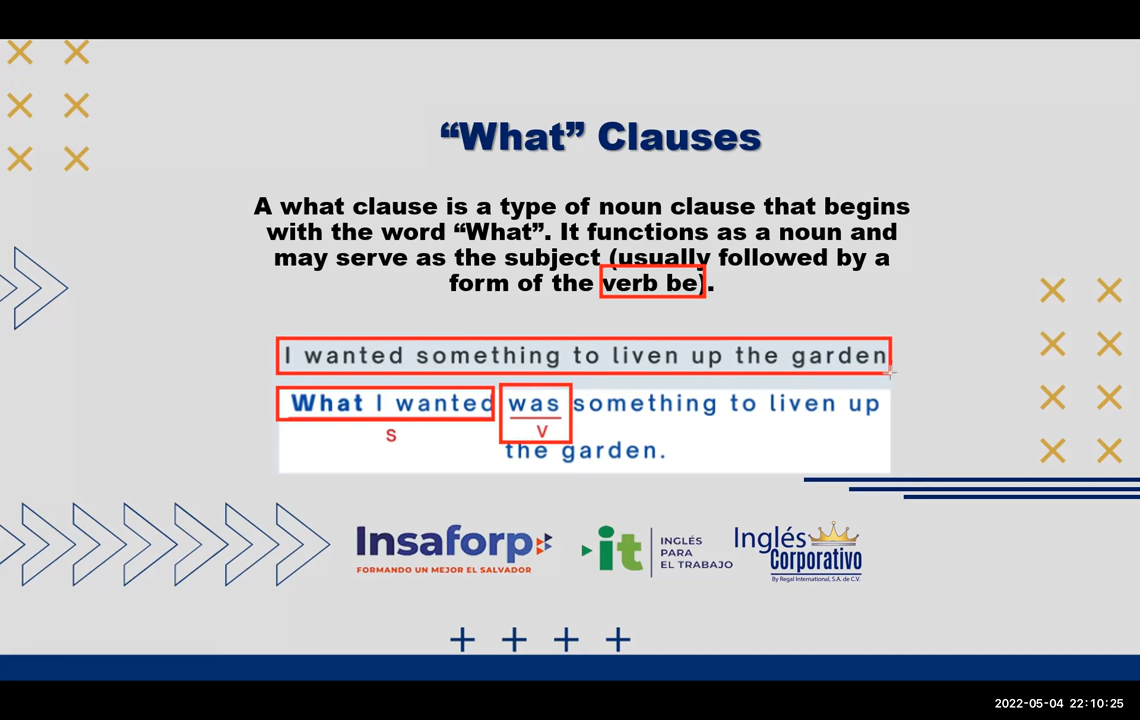 “What” Clauses
A what clause is a type of noun clause that begins
with the word “What”. It functions as a noun and
may serve as the subject (usually followed by a
form of the verb be).
I wanted something to liven up the garden
What I wanted was something to liven up
S
V
the garden.
Insaforp
FORMANDO UN MEJOR EL SALVADOR
it
INGLÉS
PARA
EL TRABAJO
Inglés
Corporativo
By Regal International, S.A. de C.V.
2022-05-04 22:10:25